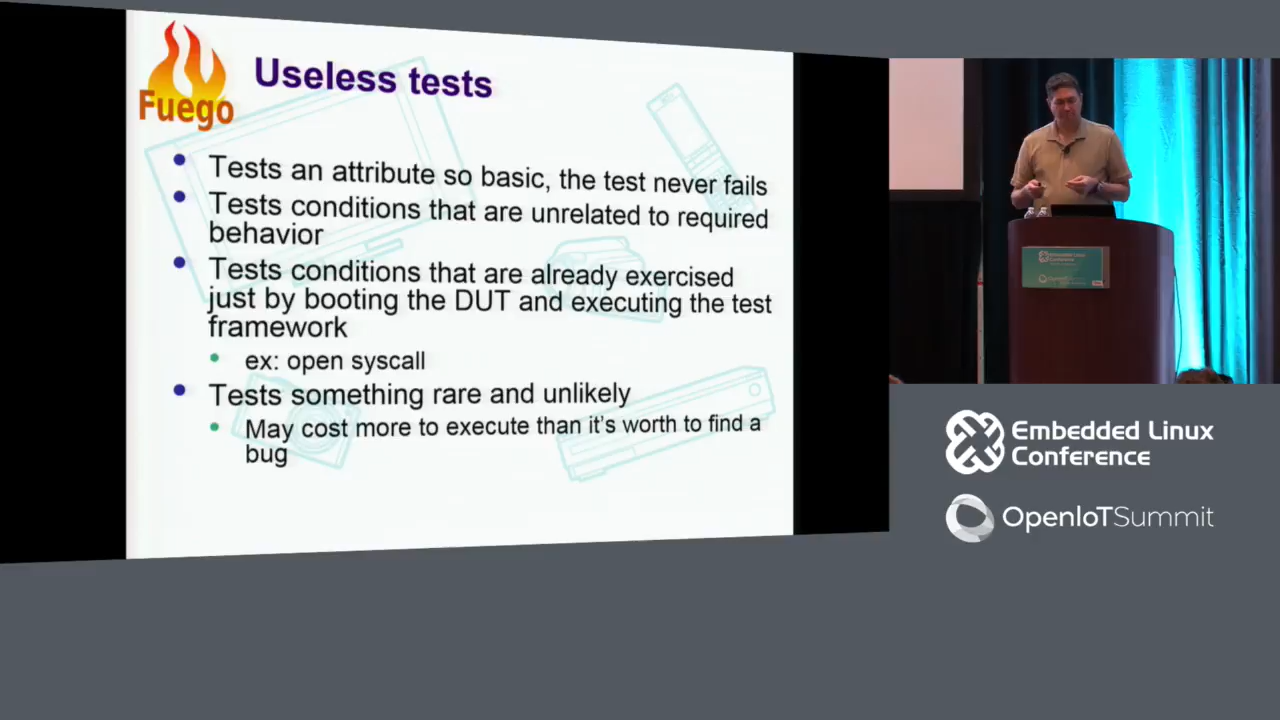 Fuego
Useless tests
Tests an attribute so basic, the test never fails
Tests conditions that are unrelated to required
behavior
Tests conditions that are already exercised
just by booting the DUT and executing the test
framework
ex: open syscall
Tests something rare and unlikely
May cost more to execute than it's worth to find a
bug
Embedded Linux
Conference
Embedded Linux
Conference
OpenIoTSummit